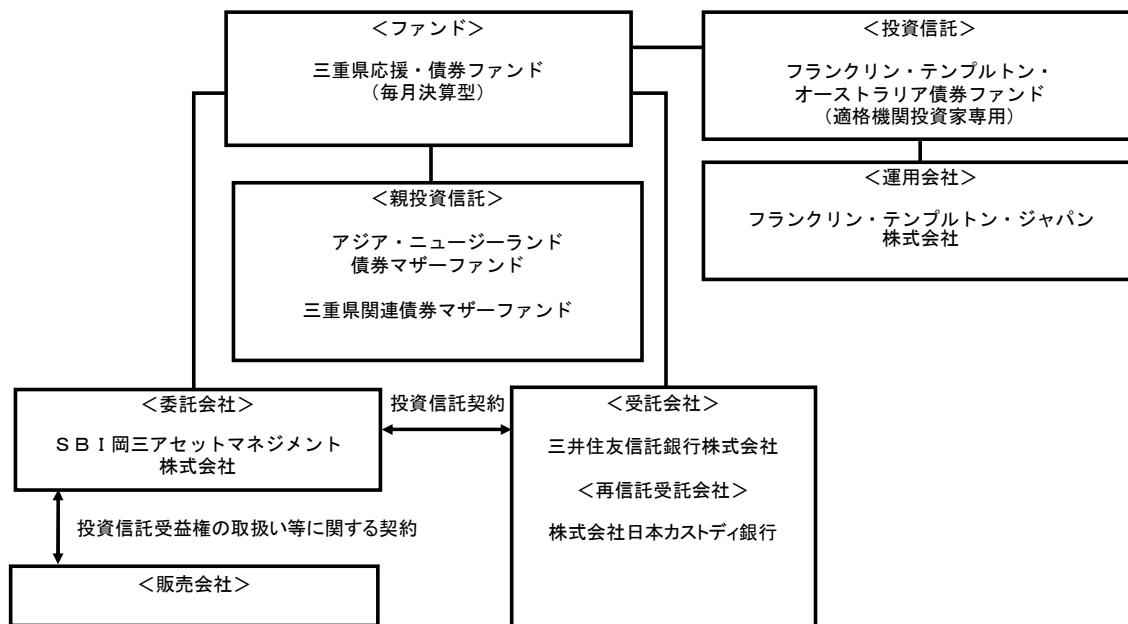 ＜ファンド＞
三重県応援・債券ファンド
（毎月決算型）
＜投資信託＞
フランクリン・テンプルトン・
オーストラリア債券ファンド
（適格機関投資家専用）
＜運用会社＞
フランクリン・テンプルトン・ジャパン
株式会社
＜親投資信託＞
アジア・ニュージーランド
債券マザーファンド
三重県関連債券マザーファンド
＜委託会社＞
ＳＢＩ岡三アセットマネジメント
株式会社
投資信託契約
＜受託会社＞
三井住友信託銀行株式会社
＜再信託受託会社＞
株式会社日本カストディ銀行
投資信託受益権の取扱い等に関する契約
＜販売会社＞